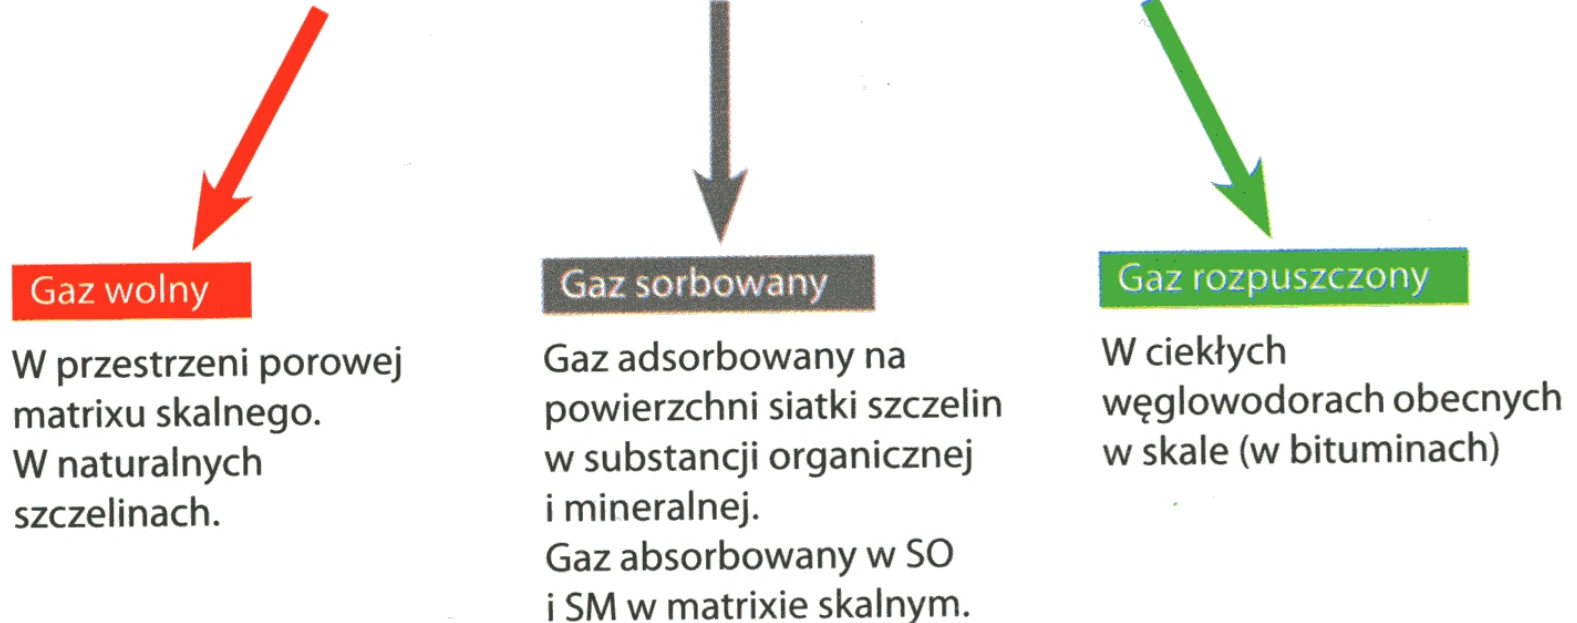 Gaz wolny
W przestrzeni porowej
matrixu skalnego.
W naturalnych
szczelinach.
Gaz sorbowany
Gaz adsorbowany na
powierzchni siatki szczelin
w substancji organicznej
i mineralnej.
Gaz absorbowany w SO
i SM w matrixie skalnym.
Gaz rozpuszczony
W ciekłych
węglowodorach obecnych
w skale (w bituminach)